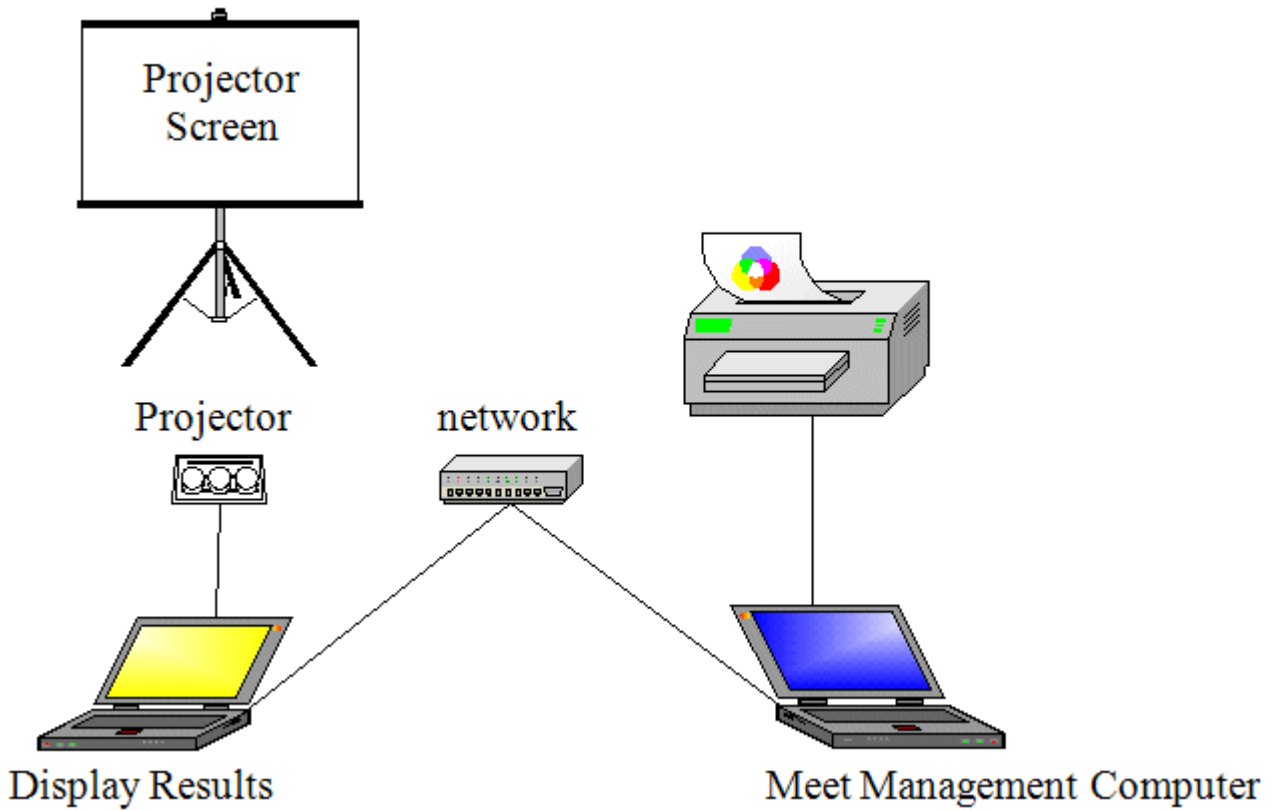 Projector
Screen
Projector
network
Display Results
Meet Management Computer